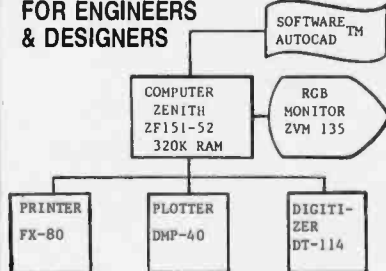 FOR ENGINEERS
& DESIGNERS
SOFTWARE
AUTOCAD TM
COMPUTER
ZENITH
ZF151-52
320K RAM
RGB
MONITOR
ZVM 135
PRINTER
FX-80
PLOTTER
DMP-40
DIGITI-
ZER
DT-114